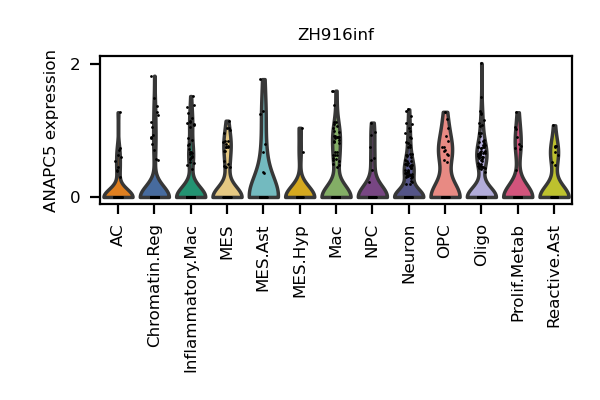 ZH916inf
ANAPC5 expression
2
0
AC
Chromatin.Reg
Inflammatory.Mac
MES
MES.Ast
MES.Hyp
Mac
NPC
Neuron
OPC
Oligo
Prolif.Metab
Reactive.Ast